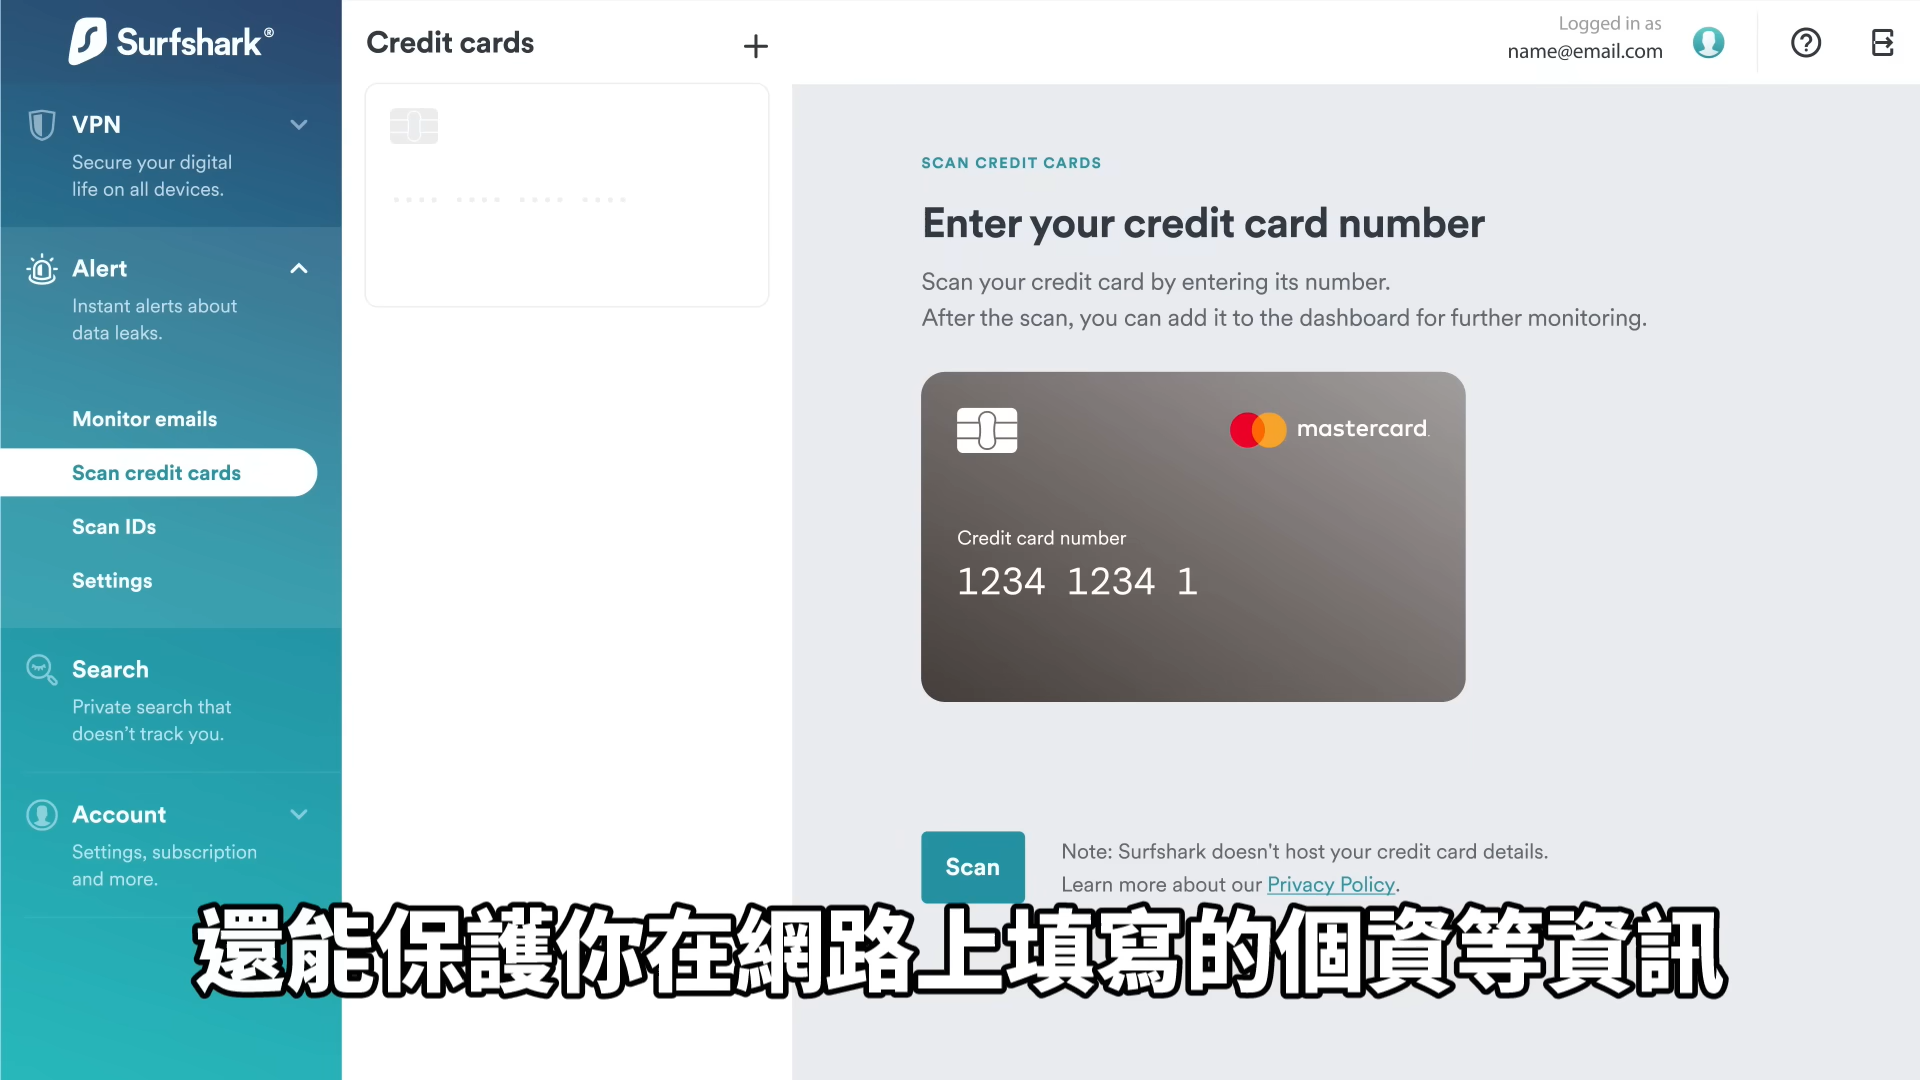 Surfshark®
VPN
Secure your digital
life on all devices.
Alert
Instant alerts about
data leaks.
Monitor emails
Scan credit cards
Scan IDs
Settings
Search
Private search that
doesn't track you.
Account
Settings, subscription
and more.
Credit cards
Logged in as
name@email.com
SCAN CREDIT CARDS
Enter your credit card number
Scan your credit card by entering its number.
After the scan, you can add it to the dashboard for further monitoring.
mastercard.
Credit card number
1234 1234 1
Scan
Note: Surfshark doesn't host your credit card details.
Learn more about our Privacy Policy.
還能保護你在網路上填寫的個資等資訊